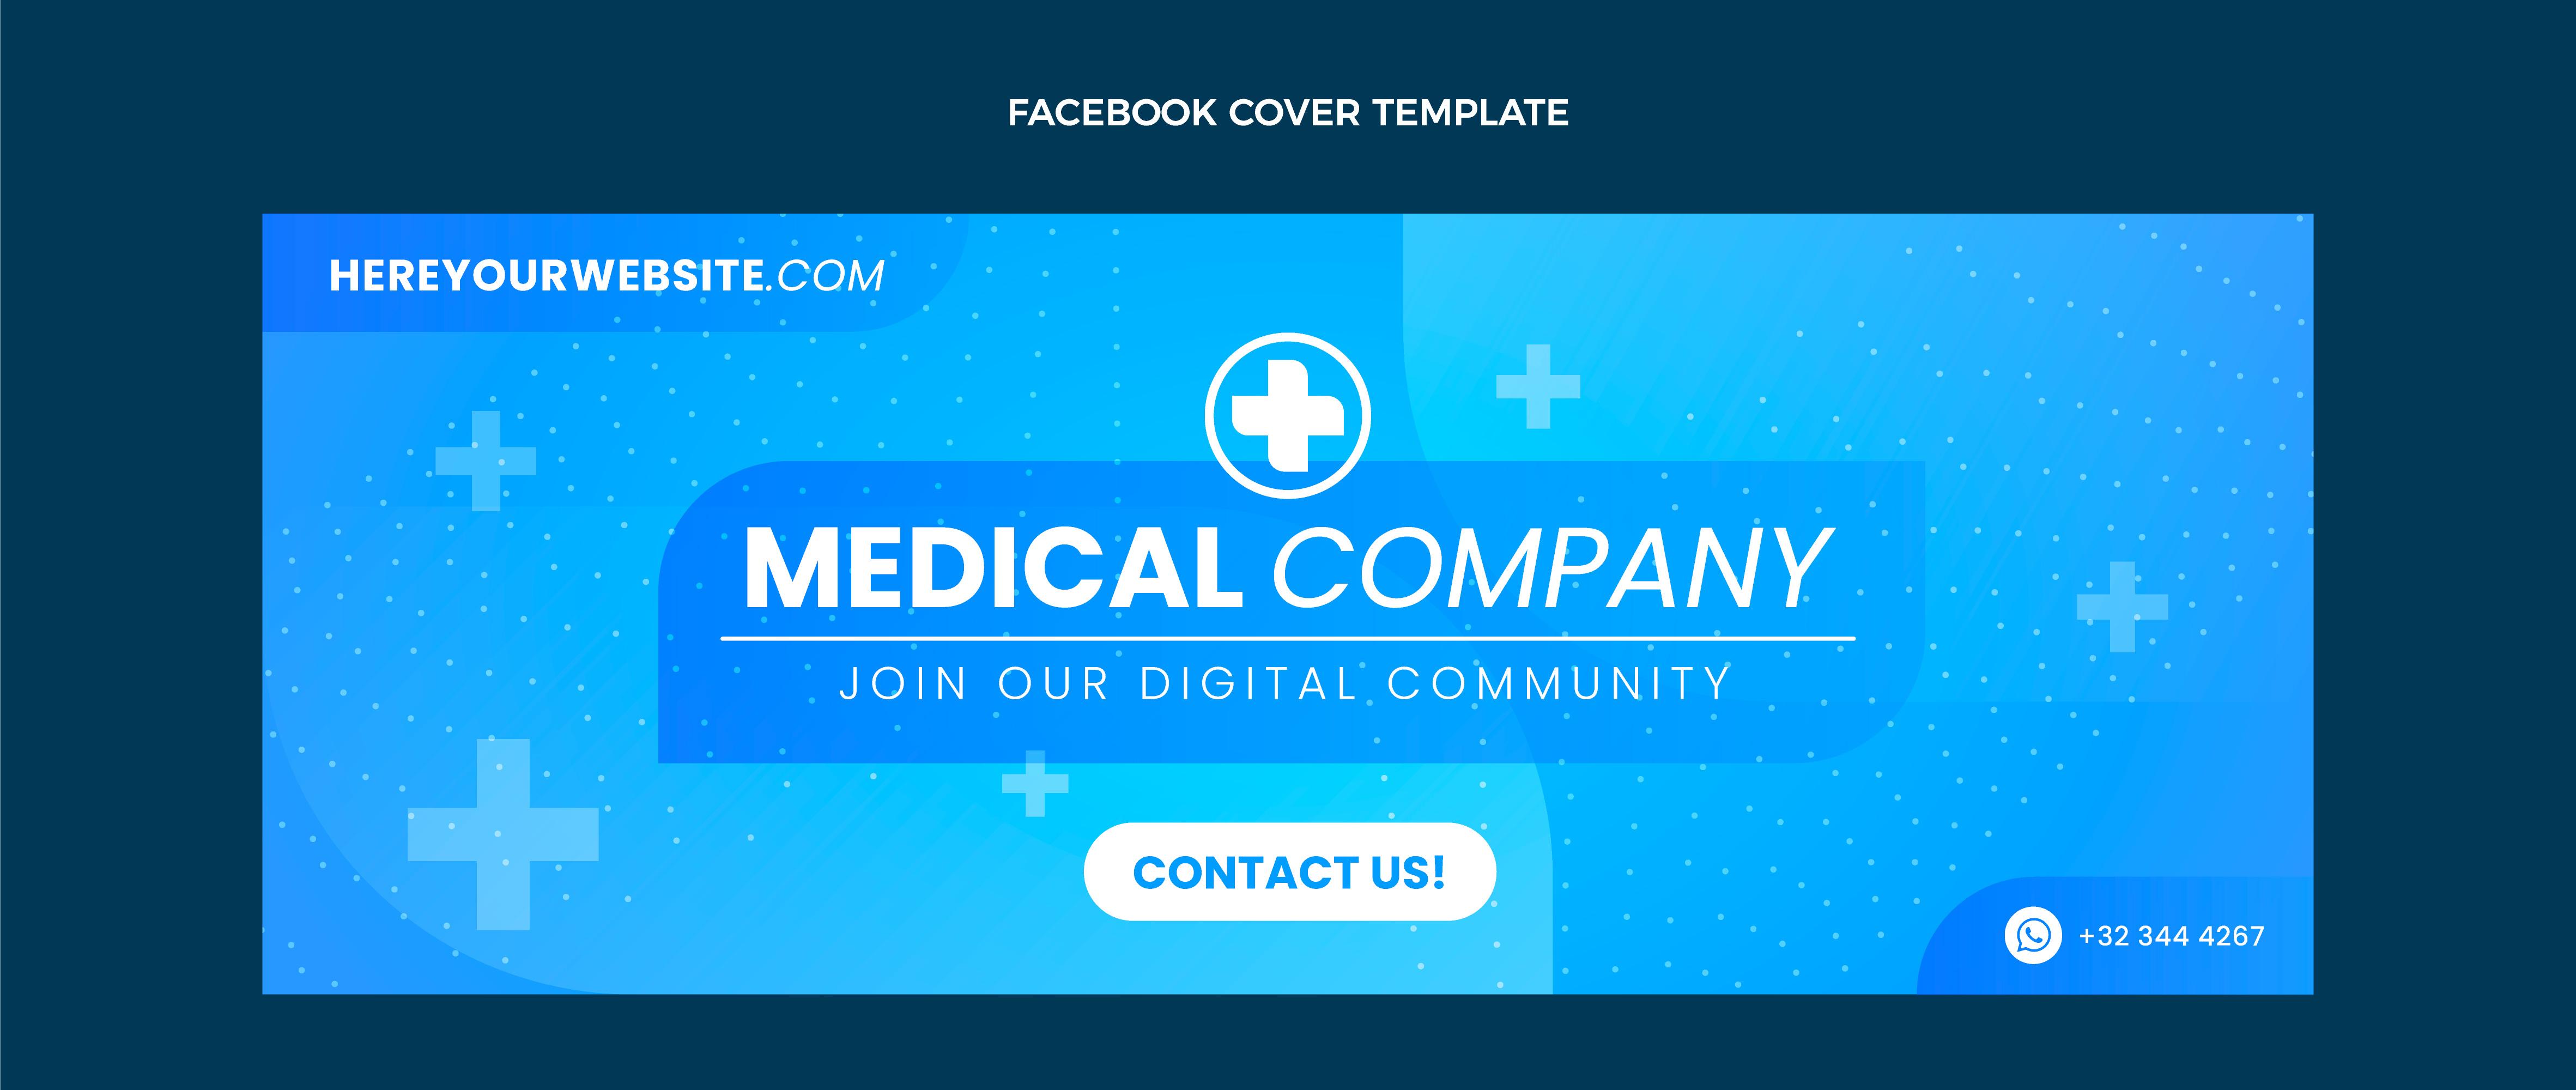 FACEBOOK COVER TEMPLATE
HEREYOURWEBSITE.COM
MEDICAL COMPANY
JOIN OUR DIGITAL COMMUNITY
CONTACT US!
+32 344 4267